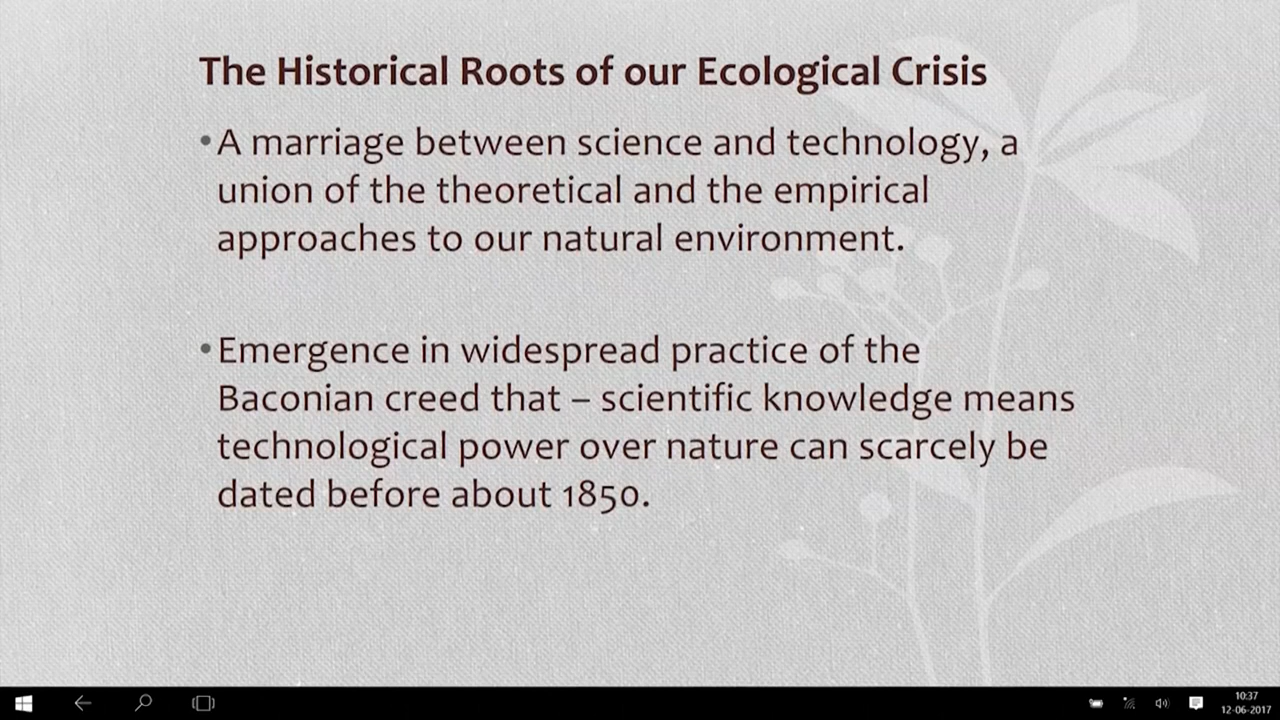 The Historical Roots of our Ecological Crisis
•A marriage between science and technology, a
union of the theoretical and the empirical
approaches to our natural environment.
•Emergence in widespread practice of the
Baconian creed that – scientific knowledge means
technological power over nature can scarcely be
dated before about 1850.
10:37
12-06-2017